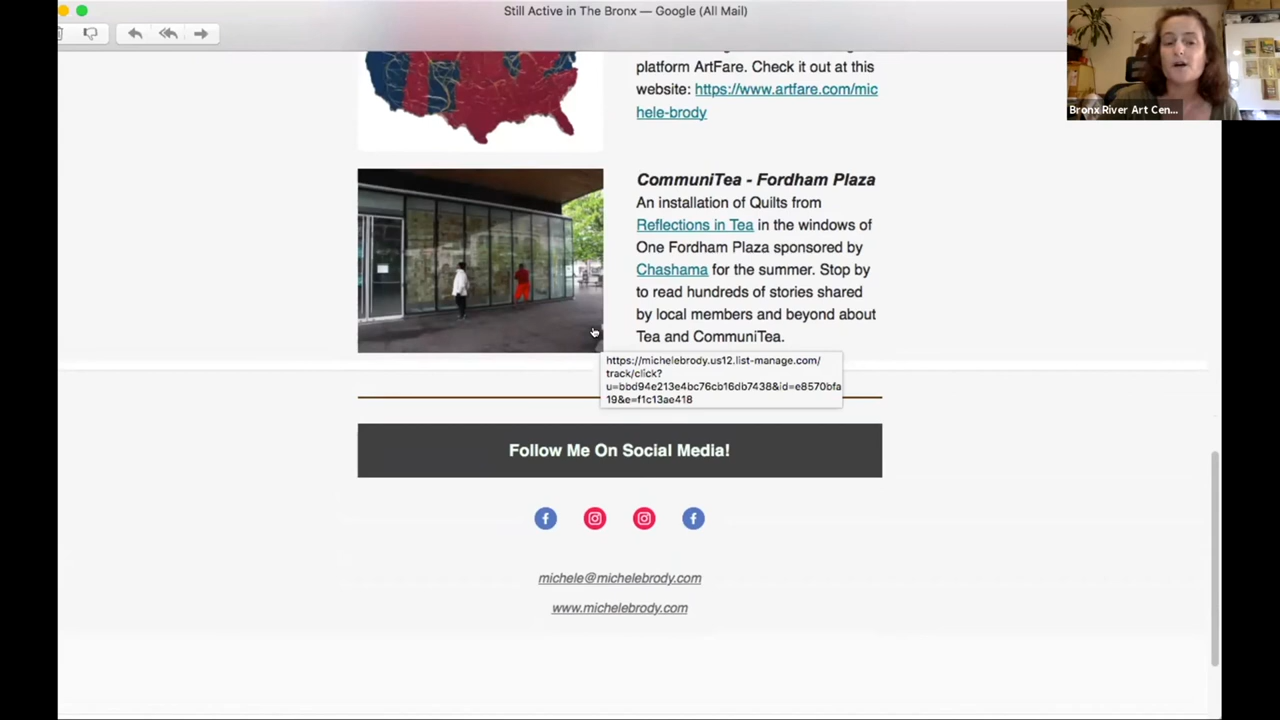 Still Active in The Bronx — Google (All Mail)
Bronx River Art Cen...
platform ArtFare. Check it out at this
website: https://www.artfare.com/mic
hele-brody
CommuniTea - Fordham Plaza
An installation of Quilts from
Reflections in Tea in the windows of
One Fordham Plaza sponsored by
Chashama for the summer. Stop by
to read hundreds of stories shared
by local members and beyond about
Tea and CommuniTea.
https://michelebrody.us12.list-manage.com/
track/click?
u=bbd94e213e4bc76cb16db7438&id=e8570bfa
19&e=f1c13ae418
Follow Me On Social Media!
michele@michelebrody.com
www.michelebrody.com